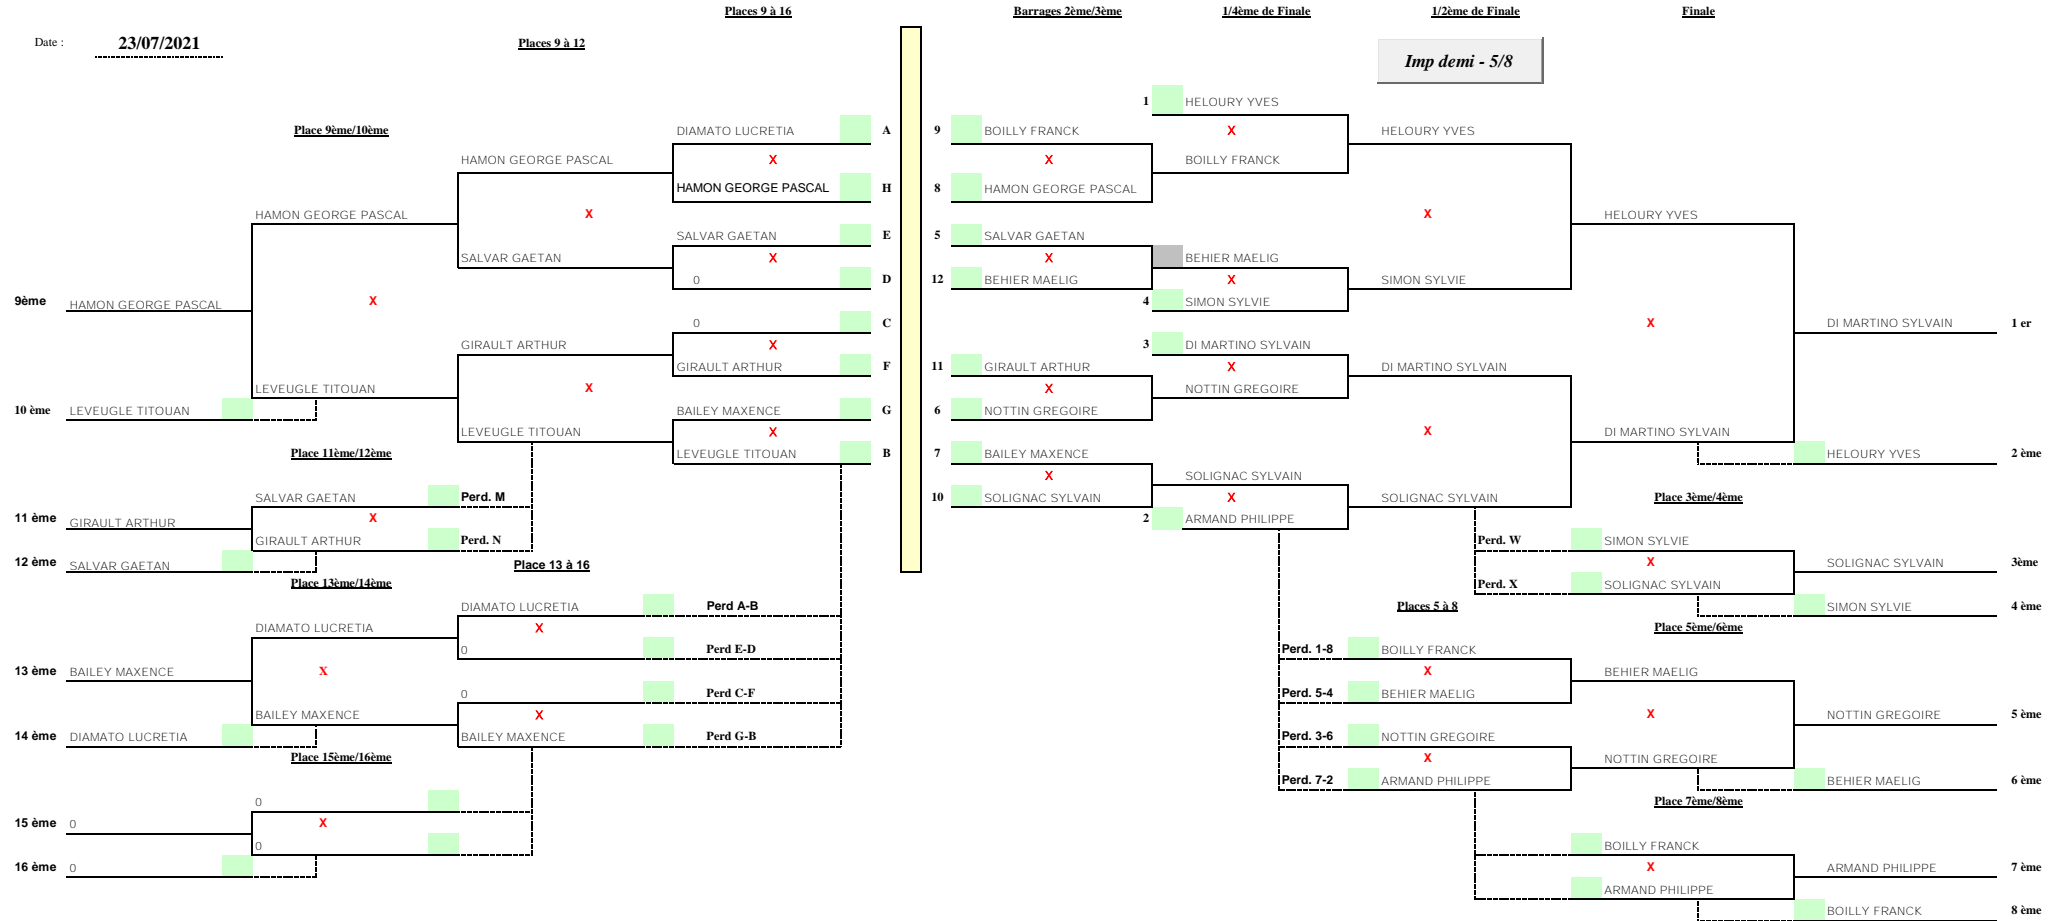 Places 9 à 16
Barrages 2ème/3ème
1/4ème de Finale
1/2ème de Finale
Finale
Date :
23/07/2021
Places 9 à 12
Imp demi - 5/8
1
HELOURY YVES
Place 9ème/10ème
DIAMATO LUCRETIA
A
9
BOILLY FRANCK
X
HELOURY YVES
HAMON GEORGE PASCAL
X
X
BOILLY FRANCK
HAMON GEORGE PASCAL
H
8
HAMON GEORGE PASCAL
HAMON GEORGE PASCAL
X
X
HELOURY YVES
SALVAR GAETAN
E
5
SALVAR GAETAN
SALVAR GAETAN
X
X
BEHIER MAELIG
0
D
12
BEHIER MAELIG
X
SIMON SYLVIE
9ème
HAMON GEORGE PASCAL
X
4
SIMON SYLVIE
0
C
X
DI MARTINO SYLVAIN
1 er
GIRAULT ARTHUR
X
3
DI MARTINO SYLVAIN
GIRAULT ARTHUR
F
11
GIRAULT ARTHUR
X
DI MARTINO SYLVAIN
LEVEUGLE TITOUAN
X
X
NOTTIN GREGOIRE
10 ème
LEVEUGLE TITOUAN
BAILEY MAXENCE
G
6
NOTTIN GREGOIRE
LEVEUGLE TITOUAN
X
X
DI MARTINO SYLVAIN
Place 11ème/12ème
LEVEUGLE TITOUAN
B
7
BAILEY MAXENCE
HELOURY YVES
2 ème
X
SOLIGNAC SYLVAIN
SALVAR GAETAN
Perd. M
10
SOLIGNAC SYLVAIN
X
SOLIGNAC SYLVAIN
Place 3ème/4ème
11 ème
GIRAULT ARTHUR
X
2
ARMAND PHILIPPE
GIRAULT ARTHUR
Perd. N
Perd. W
SIMON SYLVIE
12 ème
SALVAR GAETAN
Place 13 à 16
X
SOLIGNAC SYLVAIN
3ème
Place 13ème/14ème
Perd. X
SOLIGNAC SYLVAIN
DIAMATO LUCRETIA
Perd A-B
Places 5 à 8
SIMON SYLVIE
4 ème
DIAMATO LUCRETIA
X
Place 5ème/6ème
0
Perd E-D
Perd. 1-8
BOILLY FRANCK
13 ème
BAILEY MAXENCE
X
X
BEHIER MAELIG
0
Perd C-F
Perd. 5-4
BEHIER MAELIG
BAILEY MAXENCE
X
X
NOTTIN GREGOIRE
5 ème
14 ème
DIAMATO LUCRETIA
BAILEY MAXENCE
Perd G-B
Perd. 3-6
NOTTIN GREGOIRE
Place 15ème/16ème
X
NOTTIN GREGOIRE
Perd. 7-2
ARMAND PHILIPPE
BEHIER MAELIG
6 ème
0
Place 7ème/8ème
15 ème
0
X
0
BOILLY FRANCK
16 ème
0
X
ARMAND PHILIPPE
7 ème
ARMAND PHILIPPE
BOILLY FRANCK
8 ème